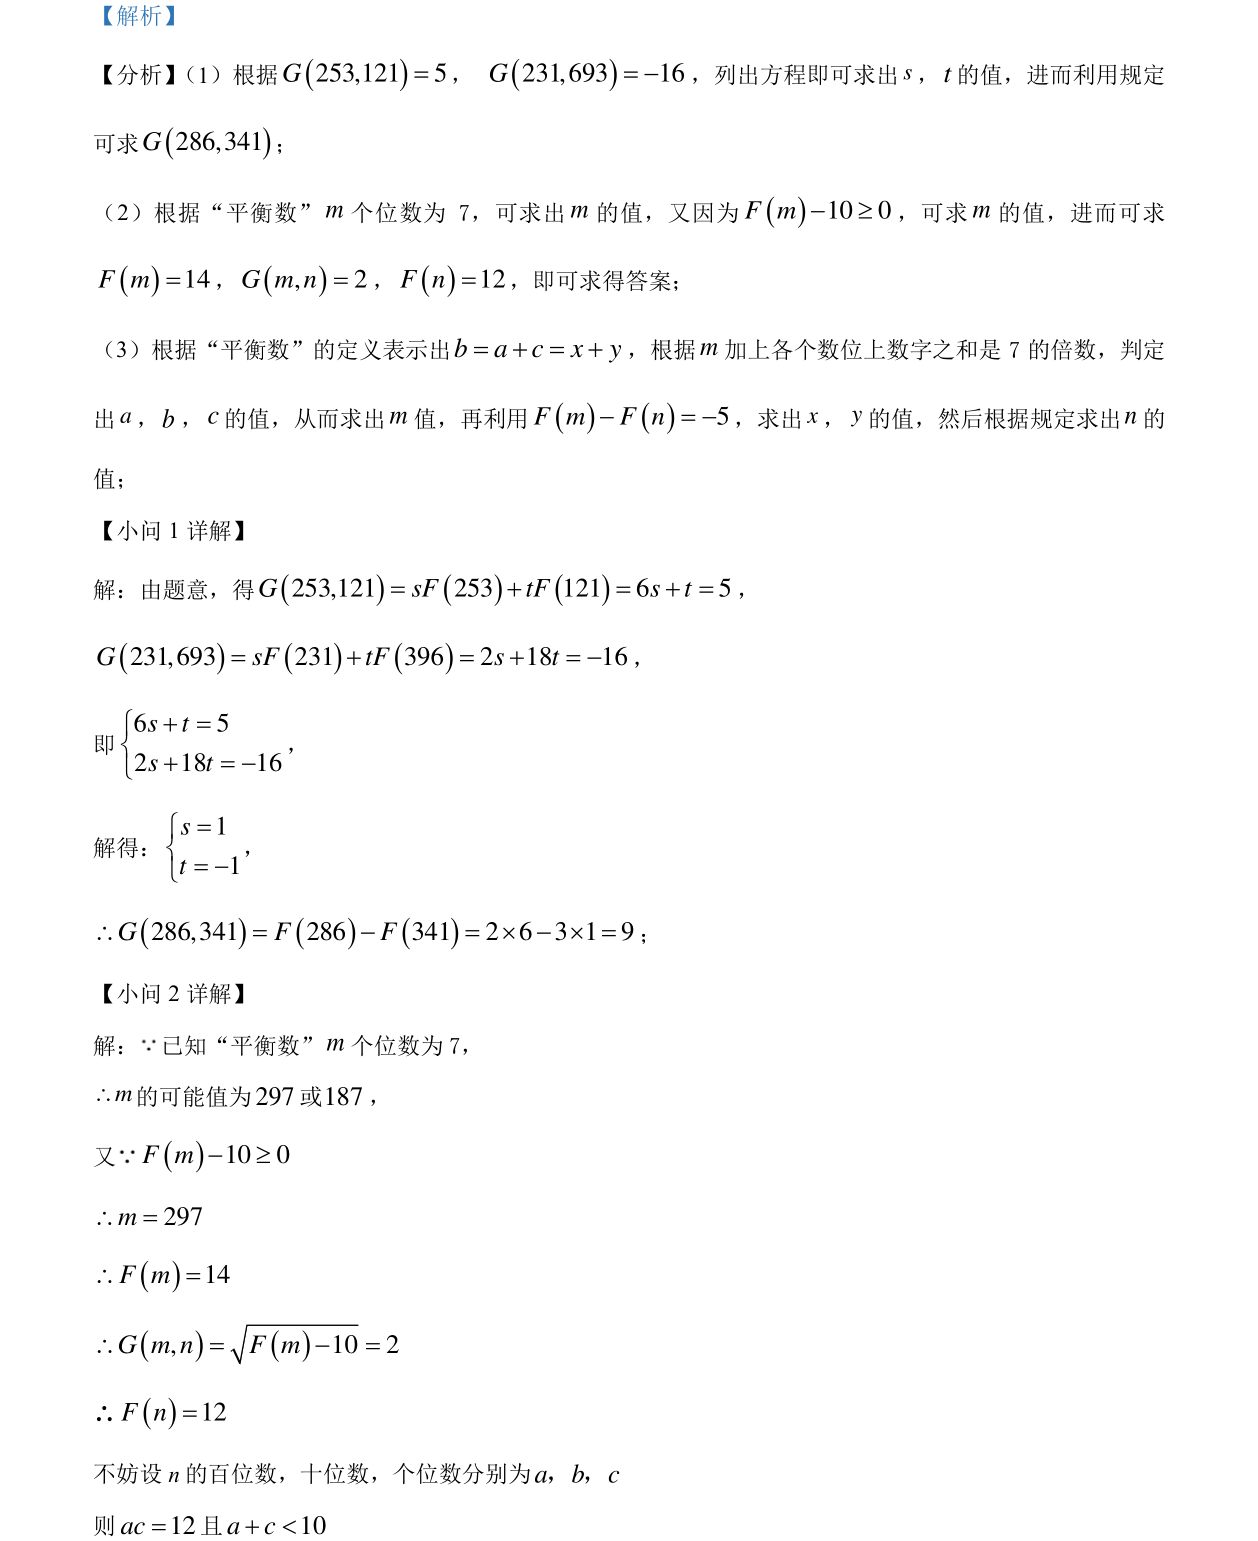 【解析】
【分析】（1）根据G(253,121)=5， G(231,693)=−16，列出方程即可求出s，t的值，进而利用规定
可求G(286,341)；
（2）根据“平衡数”m 个位数为 7，可求出m 的值，又因为F(m)−10≥0，可求m 的值，进而可求
F(m)=14，G(m,n)=2，F(n)=12，即可求得答案；
（3）根据“平衡数”的定义表示出b=a+c=x+y，根据m 加上各个数位上数字之和是 7 的倍数，判定
出a，b，c的值，从而求出m 值，再利用F(m)−F(n)=−5，求出x，y的值，然后根据规定求出n 的
值；
【小问 1 详解】
解：由题意，得G(253,121)=sF(253)+tF(121)=6s+t=5，
G(231,693)=sF(231)+tF(396)=2s+18t=−16，
即{6s+t=5
2s+18t=−16，
解得：{s=1
t=−1，
∴G(286,341)=F(286)−F(341)=2×6−3×1=9；
【小问 2 详解】
解：∵已知“平衡数”m 个位数为 7，
∴m的可能值为297或187，
又∵F(m)−10≥0
∴m=297
∴F(m)=14
∴G(m,n)=√(F(m)−10)=2
∴F(n)=12
不妨设 n 的百位数，十位数，个位数分别为a，b，c
则ac=12且a+c<10